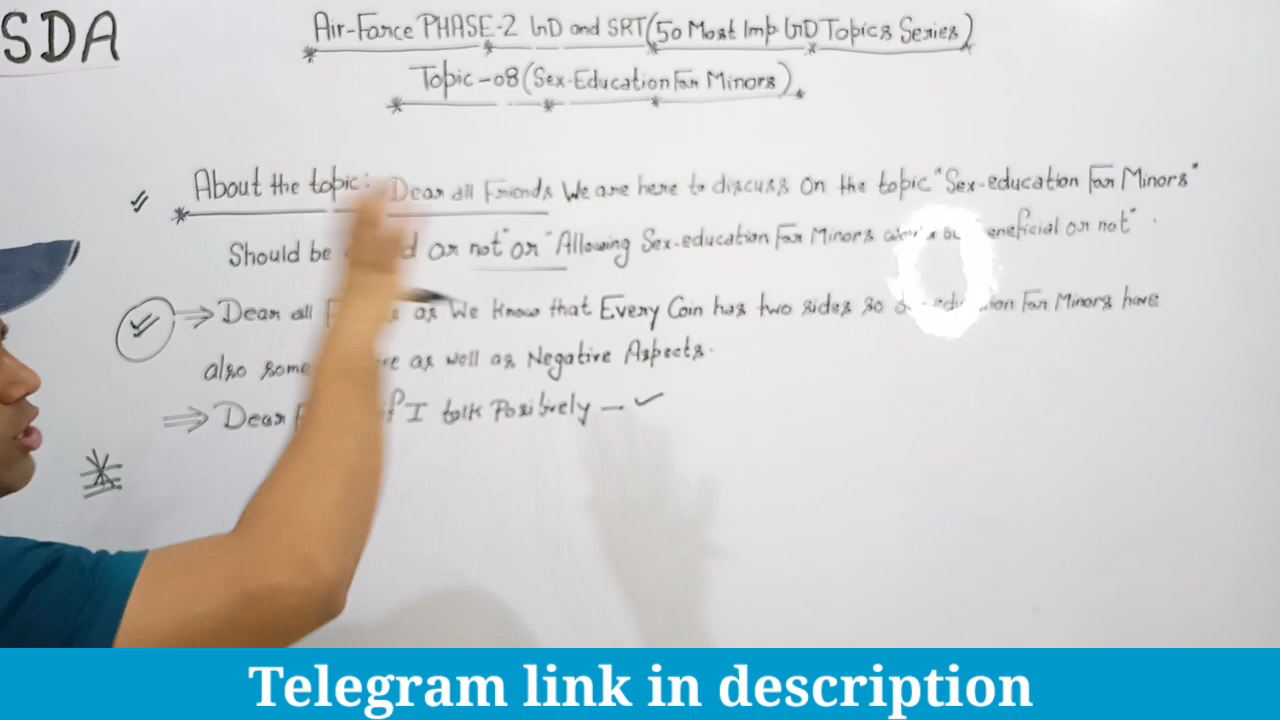 SDA
Air-Force PHASE-2 GD and SRT(50 Most Imp GD Topics Series)
Topic-08(Sex-Education For Minors)
About the topic: Dear all Friends We are here to discuss on the topic "Sex-education For Minors"
Should be or not" or "Allowing Sex-education For Minors beneficial or not".
⇒ Dear all as We know that Every Coin has two sides so For Minors have
also some as well as Negative Aspects.
⇒ Dear if I talk Positively —
Telegram link in description